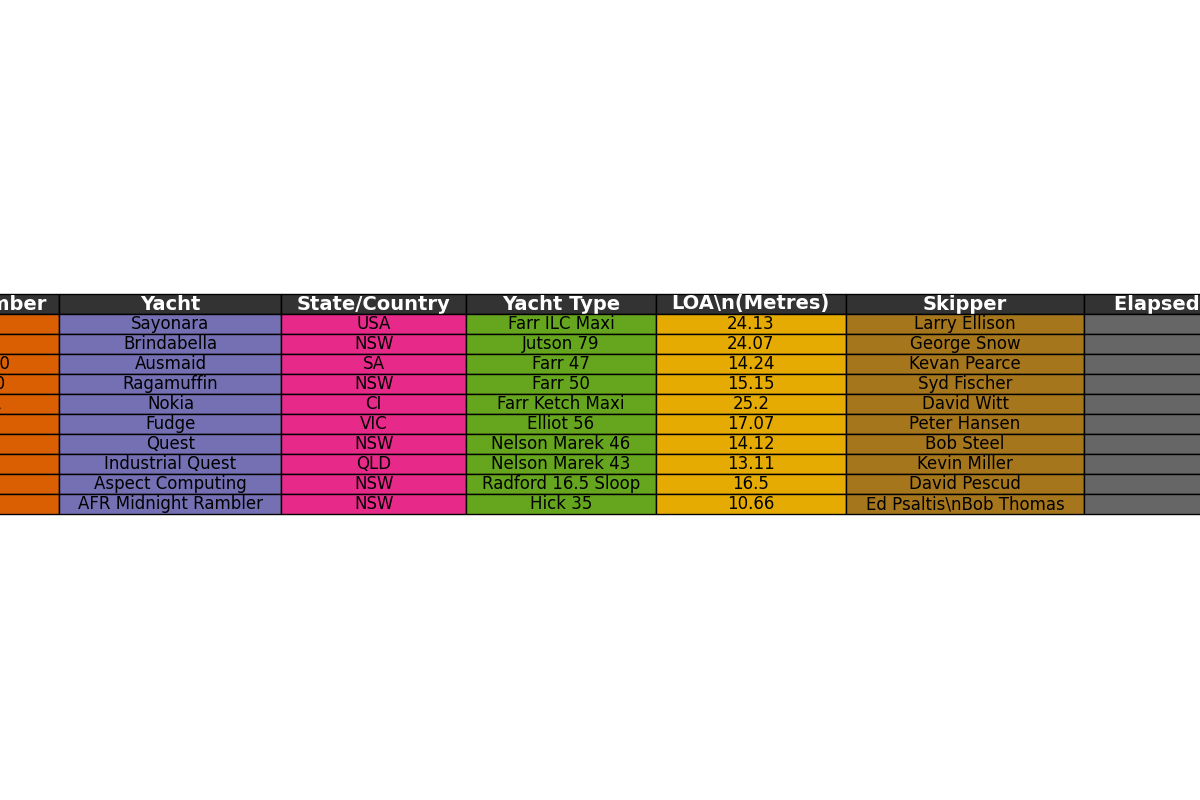 Yacht State/Country Yacht Type LOA\n(Metres) Skipper Elapsed
Sayonara USA Farr ILC Maxi 24.13 Larry Ellison
Brindabella NSW Jutson 79 24.07 George Snow
0 Ausmaid SA Farr 47 14.24 Kevan Pearce
0 Ragamuffin NSW Farr 50 15.15 Syd Fischer
Nokia CI Farr Ketch Maxi 25.2 David Witt
Fudge VIC Elliot 56 17.07 Peter Hansen
Quest NSW Nelson Marek 46 14.12 Bob Steel
Industrial Quest QLD Nelson Marek 43 13.11 Kevin Miller
Aspect Computing NSW Radford 16.5 Sloop 16.5 David Pescud
AFR Midnight Rambler NSW Hick 35 10.66 Ed Psaltis\nBob Thomas